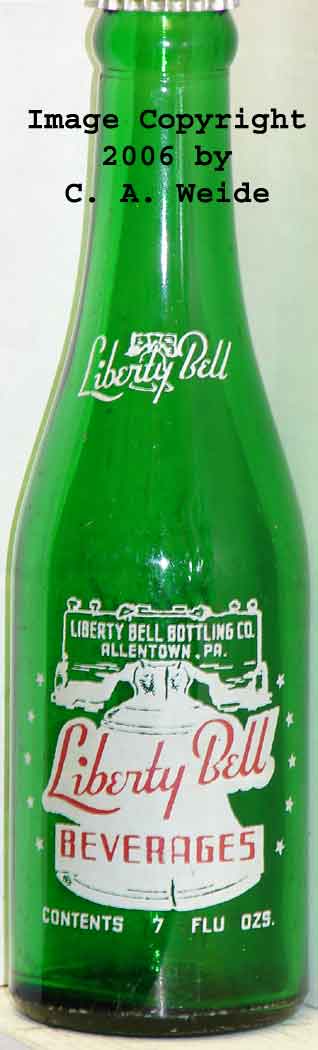 Image Copyright
2006 by
C. A. Weide
Liberty Bell
LIBERTY BELL BOTTLING CO.
ALLENTOWN, PA.
Liberty Bell
BEVERAGES
CONTENTS 7 FLU OZS.